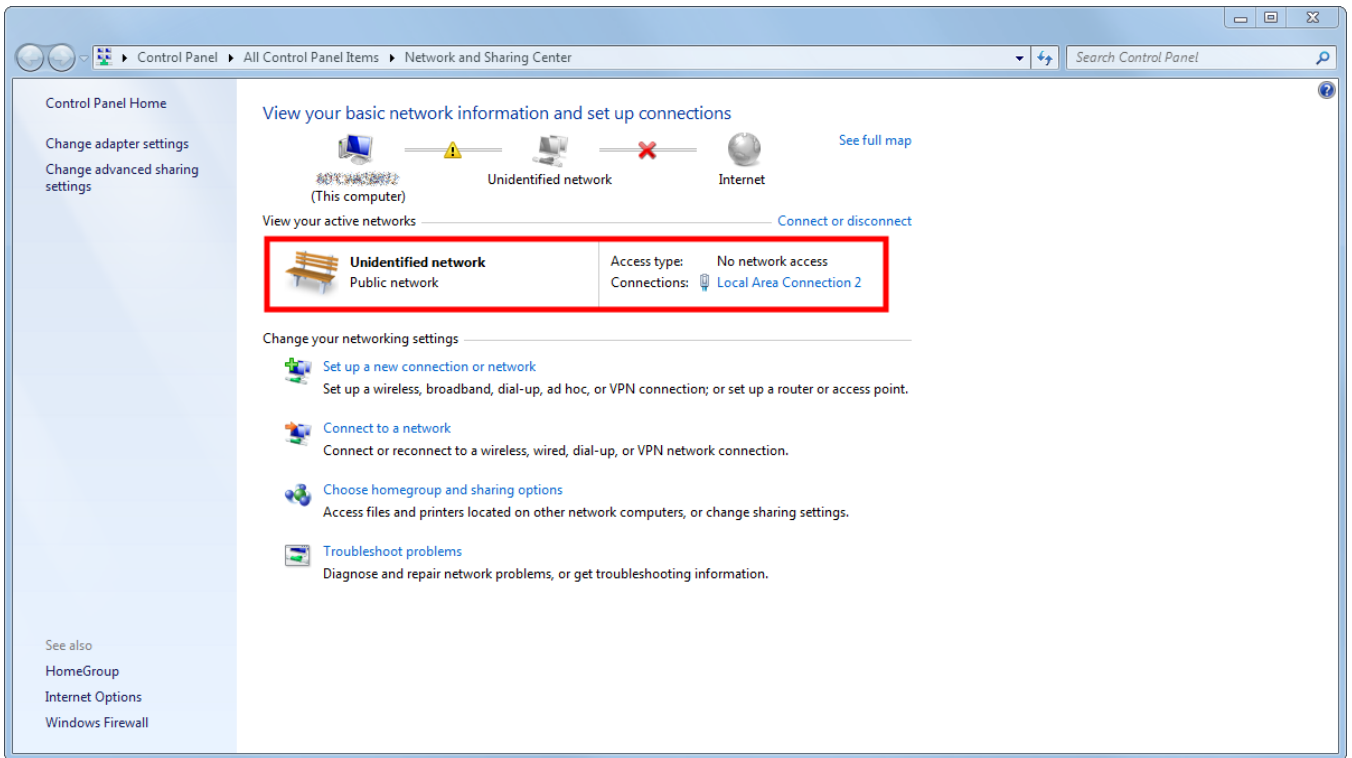 Control Panel ▸ All Control Panel Items ▸ Network and Sharing Center
Search Control Panel
Control Panel Home
Change adapter settings
Change advanced sharing
settings
View your basic network information and set up connections
See full map
(This computer)
Unidentified network
Internet
View your active networks
Connect or disconnect
Unidentified network
Public network
Access type: No network access
Connections: Local Area Connection 2
Change your networking settings
Set up a new connection or network
Set up a wireless, broadband, dial-up, ad hoc, or VPN connection; or set up a router or access point.
Connect to a network
Connect or reconnect to a wireless, wired, dial-up, or VPN network connection.
Choose homegroup and sharing options
Access files and printers located on other network computers, or change sharing settings.
Troubleshoot problems
Diagnose and repair network problems, or get troubleshooting information.
See also
HomeGroup
Internet Options
Windows Firewall